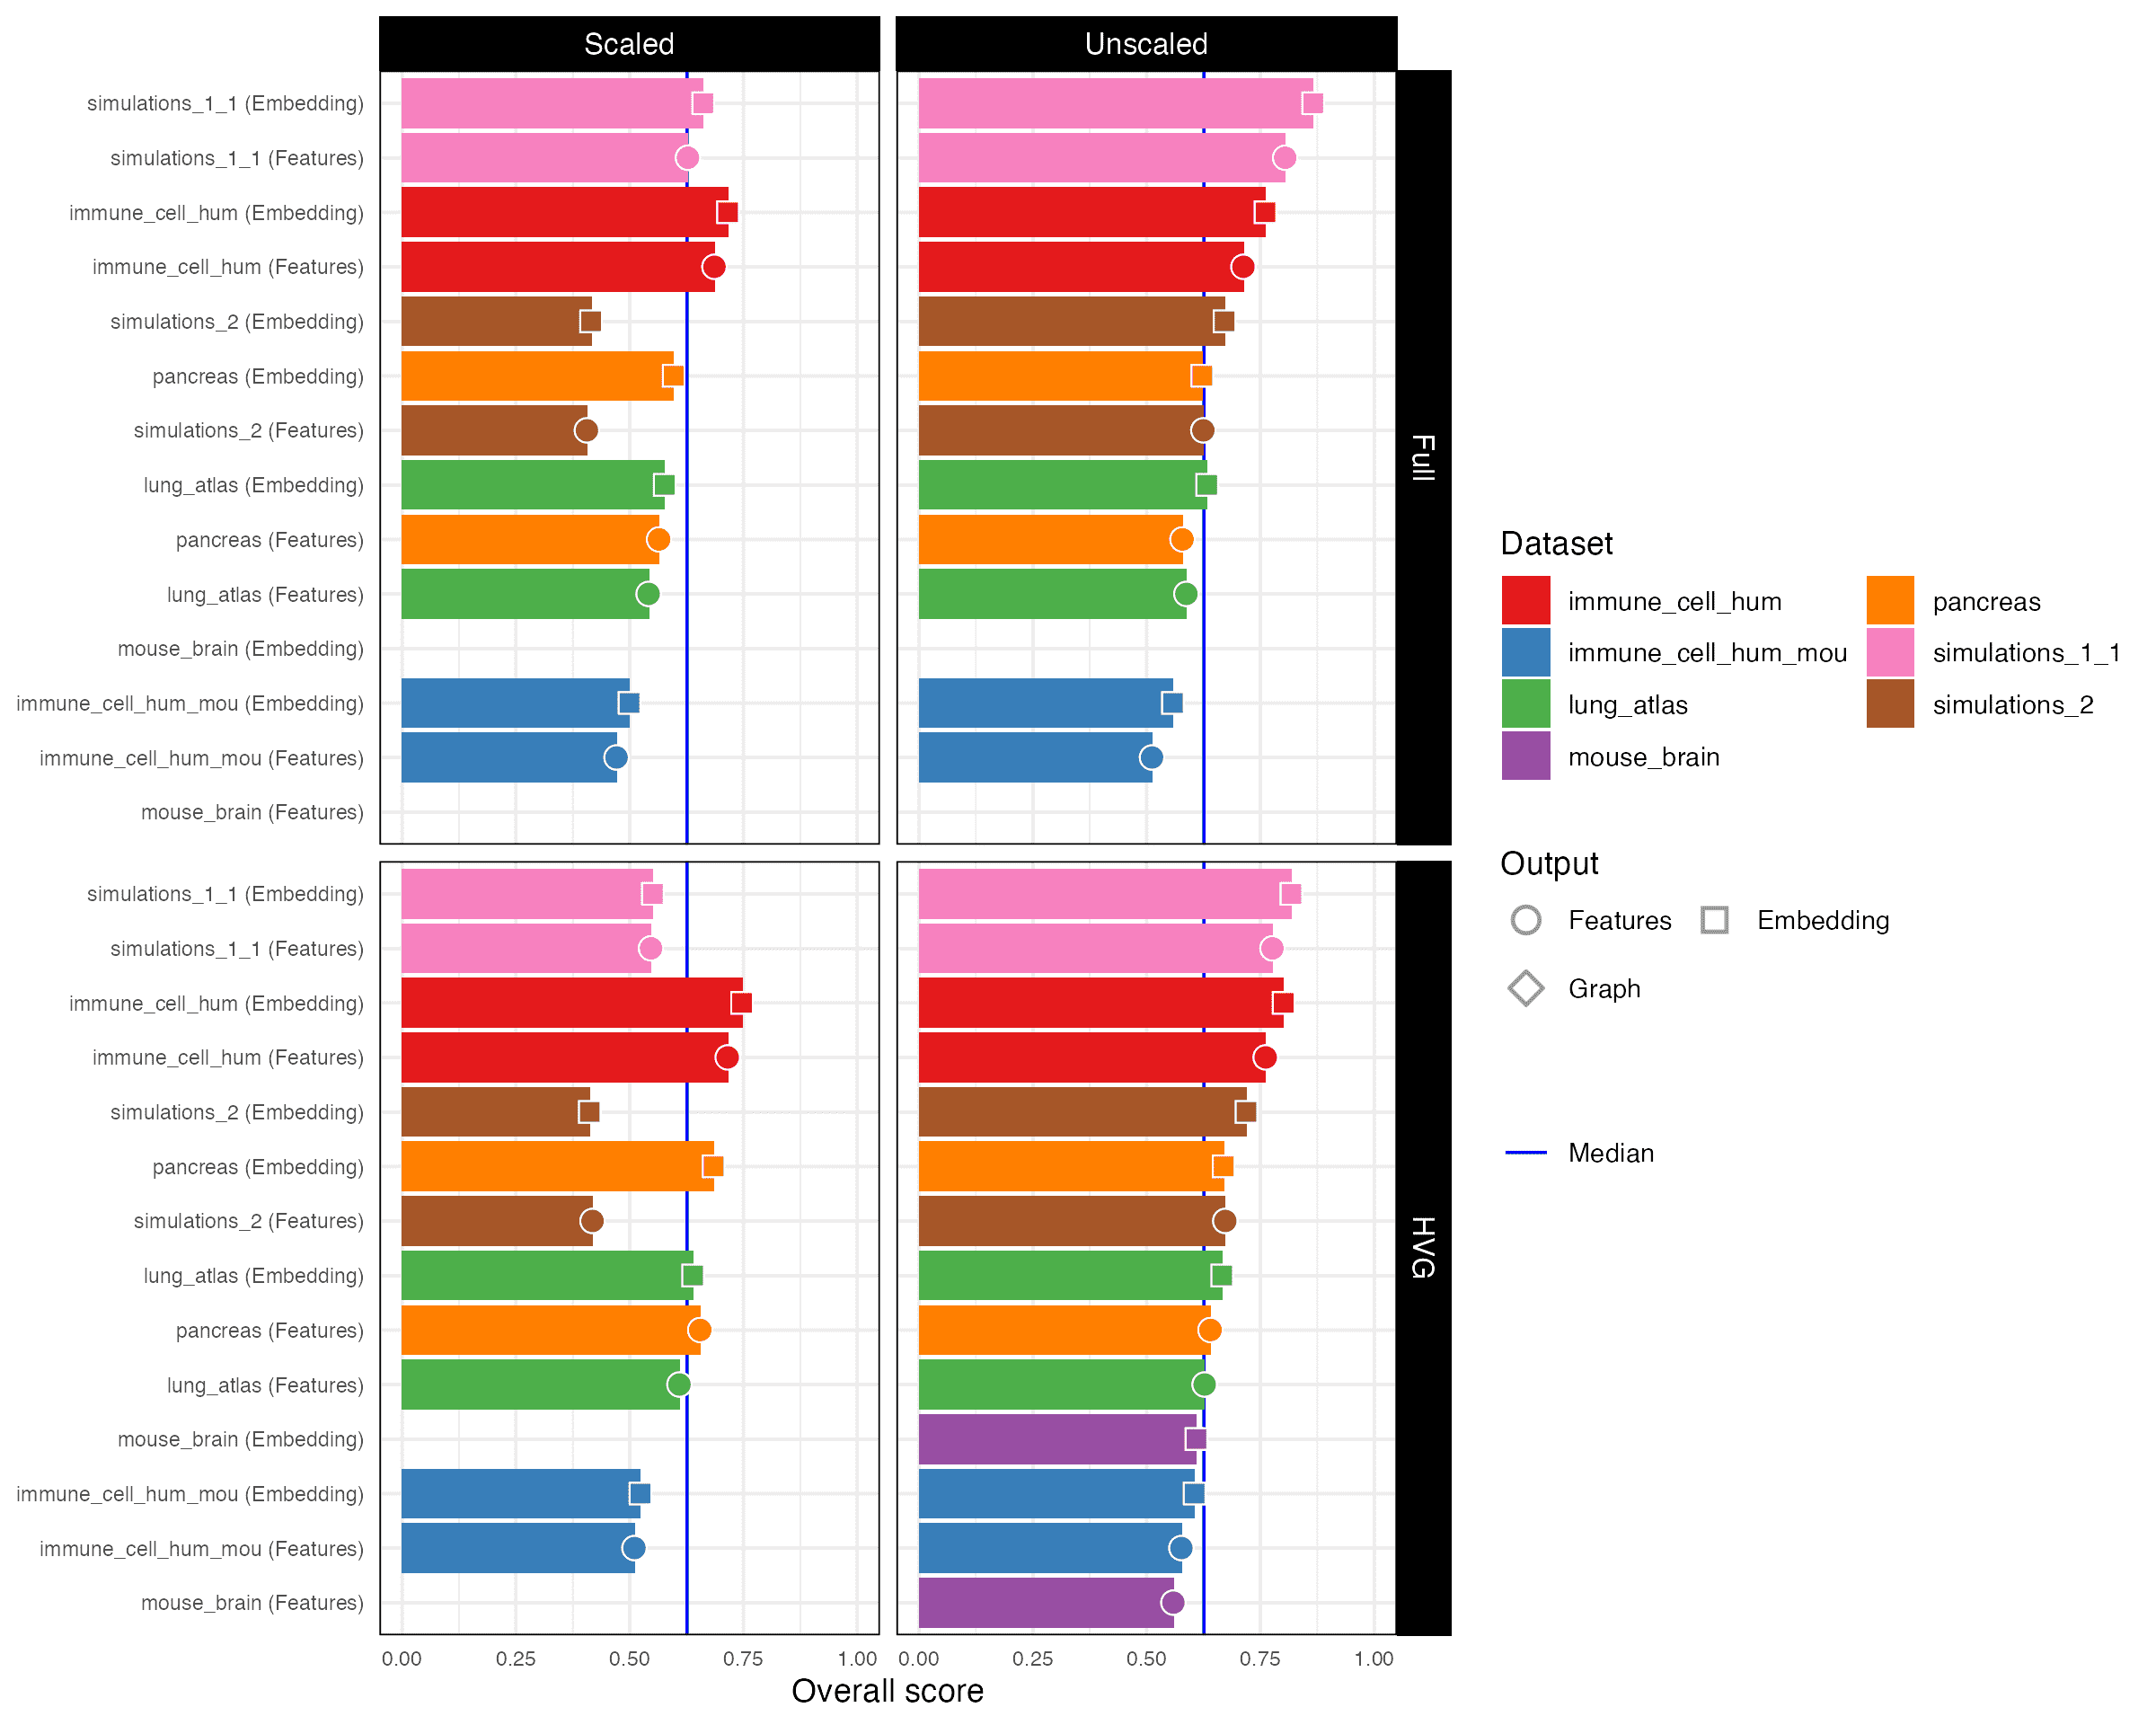 Scaled
Unscaled
simulations_1_1 (Embedding)
simulations_1_1 (Features)
immune_cell_hum (Embedding)
immune_cell_hum (Features)
simulations_2 (Embedding)
pancreas (Embedding)
simulations_2 (Features)
lung_atlas (Embedding)
pancreas (Features)
lung_atlas (Features)
mouse_brain (Embedding)
immune_cell_hum_mou (Embedding)
immune_cell_hum_mou (Features)
mouse_brain (Features)
Full
simulations_1_1 (Embedding)
simulations_1_1 (Features)
immune_cell_hum (Embedding)
immune_cell_hum (Features)
simulations_2 (Embedding)
pancreas (Embedding)
simulations_2 (Features)
lung_atlas (Embedding)
pancreas (Features)
lung_atlas (Features)
mouse_brain (Embedding)
immune_cell_hum_mou (Embedding)
immune_cell_hum_mou (Features)
mouse_brain (Features)
HVG
0.00 0.25 0.50 0.75 1.00 0.00 0.25 0.50 0.75 1.00
Overall score
Dataset
immune_cell_hum pancreas
immune_cell_hum_mou simulations_1_1
lung_atlas simulations_2
mouse_brain
Output
Features Embedding
Graph
Median